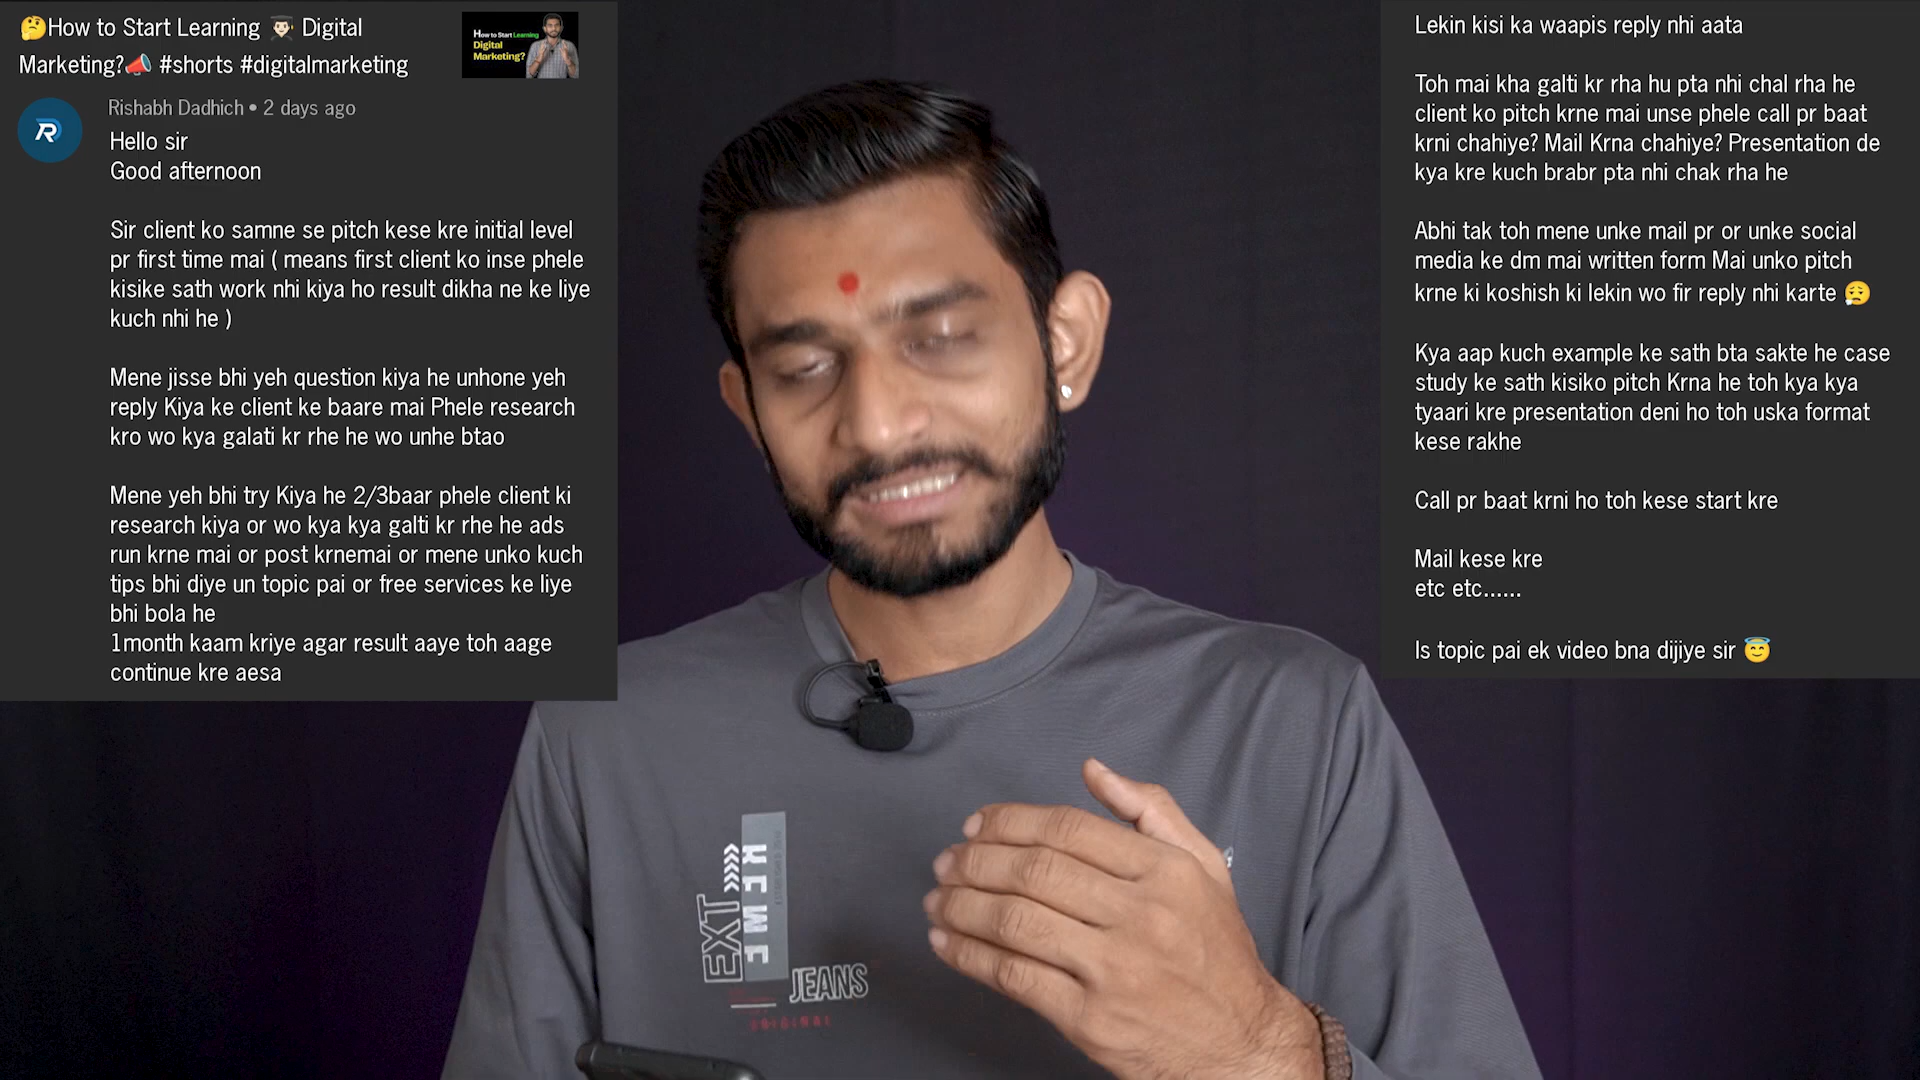 🤔How to Start Learning 👨🏻‍🎓 Digital
Marketing?📣 #shorts #digitalmarketing
How to Start Learning
Digital
Marketing?
Rishabh Dadhich • 2 days ago
R
Hello sir
Good afternoon
Sir client ko samne se pitch kese kre initial level
pr first time mai ( means first client ko inse phele
kisike sath work nhi kiya ho result dikha ne ke liye
kuch nhi he )
Mene jisse bhi yeh question kiya he unhone yeh
reply Kiya ke client ke baare mai Phele research
kro wo kya galati kr rhe he wo unhe btao
Mene yeh bhi try Kiya he 2/3baar phele client ki
research kiya or wo kya kya galti kr rhe he ads
run krne mai or post krnemai or mene unko kuch
tips bhi diye un topic pai or free services ke liye
bhi bola he
1month kaam kriye agar result aaye toh aage
continue kre aesa
Lekin kisi ka waapis reply nhi aata
Toh mai kha galti kr rha hu pta nhi chal rha he
client ko pitch krne mai unse phele call pr baat
krni chahiye? Mail Krna chahiye? Presentation de
kya kre kuch brabr pta nhi chak rha he
Abhi tak toh mene unke mail pr or unke social
media ke dm mai written form Mai unko pitch
krne ki koshish ki lekin wo fir reply nhi karte 😮‍💨
Kya aap kuch example ke sath bta sakte he case
study ke sath kisiko pitch Krna he toh kya kya
tyaari kre presentation deni ho toh uska format
kese rakhe
Call pr baat krni ho toh kese start kre
Mail kese kre
etc etc......
Is topic pai ek video bna dijiye sir 😇
EXT
JEANS
ORIGINAL